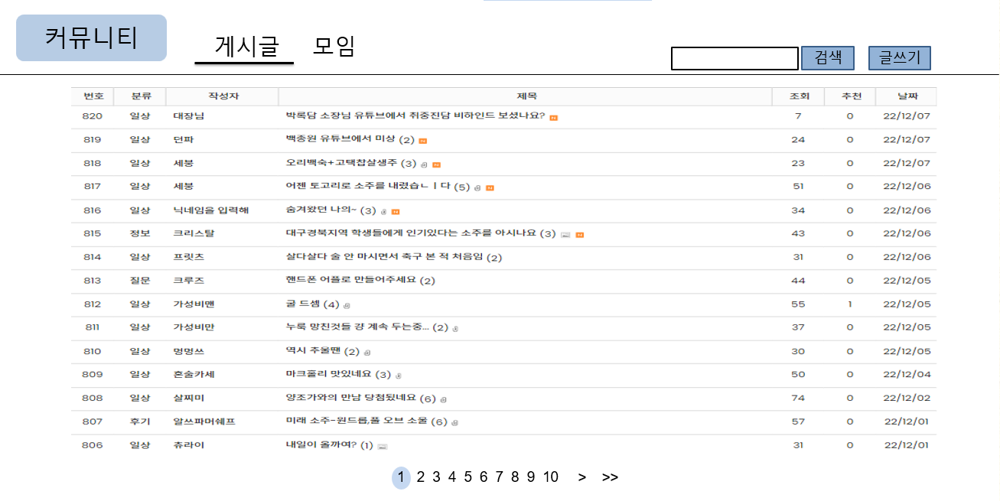 커뮤니티
게시글 모임
검색 글쓰기
번호 분류 작성자 제목 조회 추천 날짜
820 일상 대장님 박록담 소장님 유튜브에서 취중진담 비하인드 보셨나요? N 7 0 22/12/07
819 일상 던파 백종원 유튜브에서 미상 (2) N 24 0 22/12/07
818 일상 세봉 오리백숙+고택찹살생주 (3) N 23 0 22/12/07
817 일상 세봉 어젠 토고리로 소주를 내렸습ㄴㅣ다 (5) N 51 0 22/12/06
816 일상 닉네임을 입력해 숨겨왔던 나의~ (3) N 34 0 22/12/06
815 정보 크리스탈 대구경북지역 학생들에게 인기있다는 소주를 아시나요 (3) N 43 0 22/12/06
814 일상 프릿츠 살다살다 술 안 마시면서 축구 본 적 처음임 (2) 31 0 22/12/05
813 질문 크루즈 핸드폰 어플로 만들어주세요 (2) 44 0 22/12/05
812 일상 가성비맨 굴 드셈 (4) 55 1 22/12/05
811 일상 가성비만 누룩 망친것들 걍 계속 두는중... (2) 37 0 22/12/05
810 일상 멍멍쓰 역시 추울땐 (2) 30 0 22/12/05
809 일상 혼술카세 마크홀리 맛있네요 (3) 50 0 22/12/04
808 일상 살찌미 양조가와의 만남 당첨됬네요 (6) 74 0 22/12/02
807 후기 알쓰파머쉐프 미래 소주-원드롭,풀 오브 소울 (6) 57 0 22/12/01
806 일상 츄라이 내일이 올까여? (1) 31 0 22/12/01
1 2 3 4 5 6 7 8 9 10 > >>